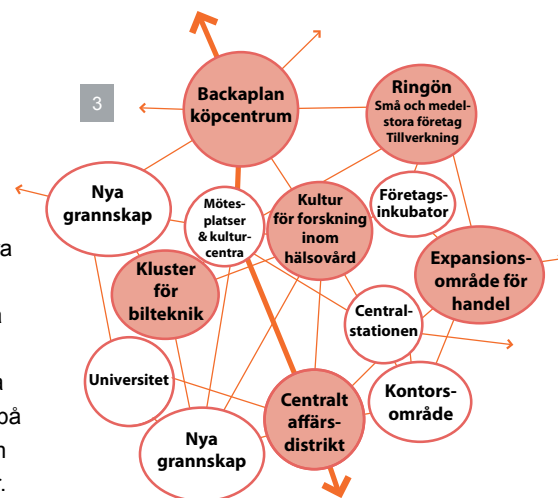 3
Backaplan
köpcentrum
Ringön
Små och medel-
stora företag
Tillverkning
Nya
grannskap
Mötes-
platser
& kultur-
centra
Kultur
för forskning
inom
hälsovård
Företags-
inkubator
Kluster
för
bilteknik
Expansions-
område för
handel
Central-
stationen
Universitet
Centralt
affärs-
distrikt
Kontors-
område
Nya
grannskap
på